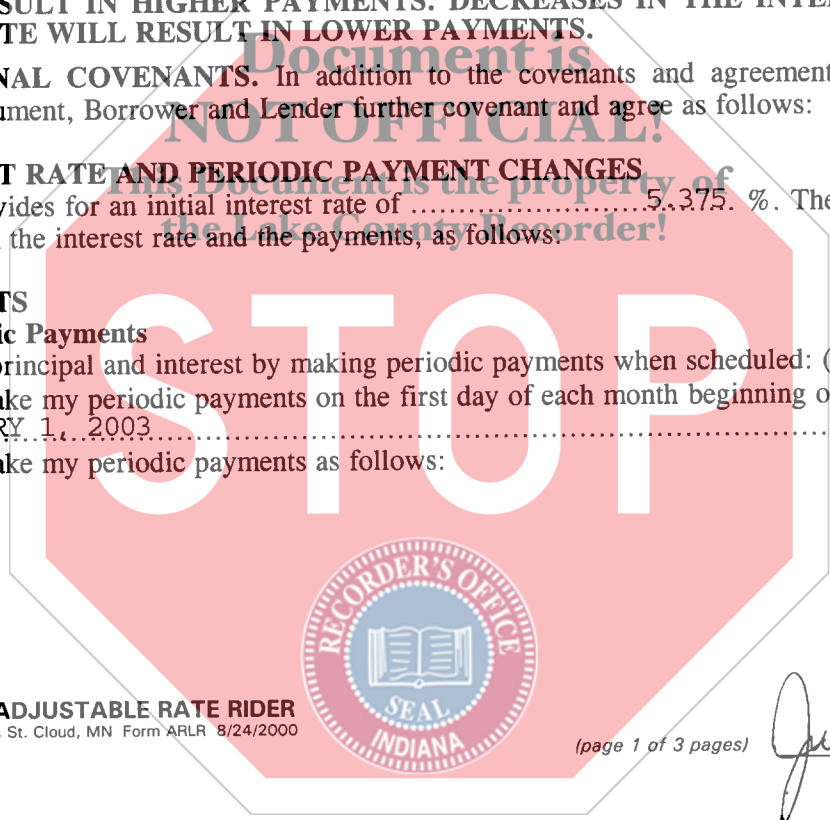 SULT IN HIGHER PAYMENTS. DECREASES IN THE INTE
TE WILL RESULT IN LOWER PAYMENTS.
Document is
NAL COVENANTS. In addition to the covenants and agreement
ument, Borrower and Lender further covenant and agree as follows:
NOT OFFICIAL!
T RATE AND PERIODIC PAYMENT CHANGES
This Document is the property of
vides for an initial interest rate of ........................5.375. %. The
the interest rate and the payments, as follows:
the Lake County Recorder!
TS
ic Payments
principal and interest by making periodic payments when scheduled: (
ake my periodic payments on the first day of each month beginning o
RY 1, 2003
ake my periodic payments as follows:
STOP
RECORDER'S OFFICE
SEAL
INDIANA
ADJUSTABLE RATE RIDER
, St. Cloud, MN Form ARLR 8/24/2000
(page 1 of 3 pages)